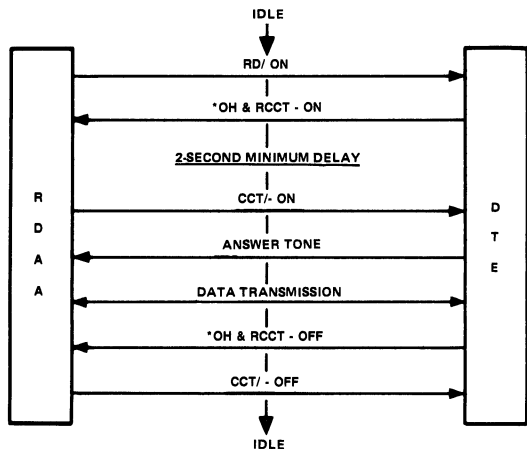 IDLE
RD/ ON
*OH & RCCT - ON
2-SECOND MINIMUM DELAY
CCT/- ON
ANSWER TONE
DATA TRANSMISSION
*OH & RCCT - OFF
CCT/ - OFF
IDLE
R
D
A
A
D
T
E